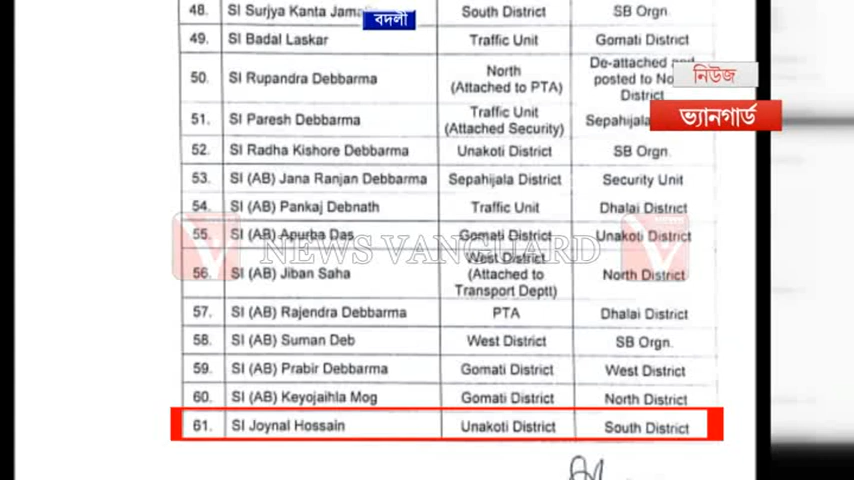 48. SI Surjya Kanta South District SB Orgn.
বদলী
49. SI Badal Laskar Traffic Unit Gomati District
50. SI Rupandra Debbarma North (Attached to PTA) De-attached and posted to North District
নিউজ
ভ্যানগার্ড
51. SI Paresh Debbarma Traffic Unit (Attached Security) Sepahijala
52. SI Radha Kishore Debbarma Unakoti District SB Orgn.
53. SI (AB) Jana Ranjan Debbarma Sepahijala District Security Unit
54. SI (AB) Pankaj Debnath Traffic Unit Dhalai District
55. SI (AB) Apurba Das Gomati District Unakoti District
NEWS VANGUARD
56. SI (AB) Jiban Saha West District (Attached to Transport Deptt) North District
57. SI (AB) Rajendra Debbarma PTA Dhalai District
58. SI (AB) Suman Deb West District SB Orgn.
59. SI (AB) Prabir Debbarma Gomati District West District
60. SI (AB) Keyojaihla Mog Gomati District North District
61. SI Joynal Hossain Unakoti District South District